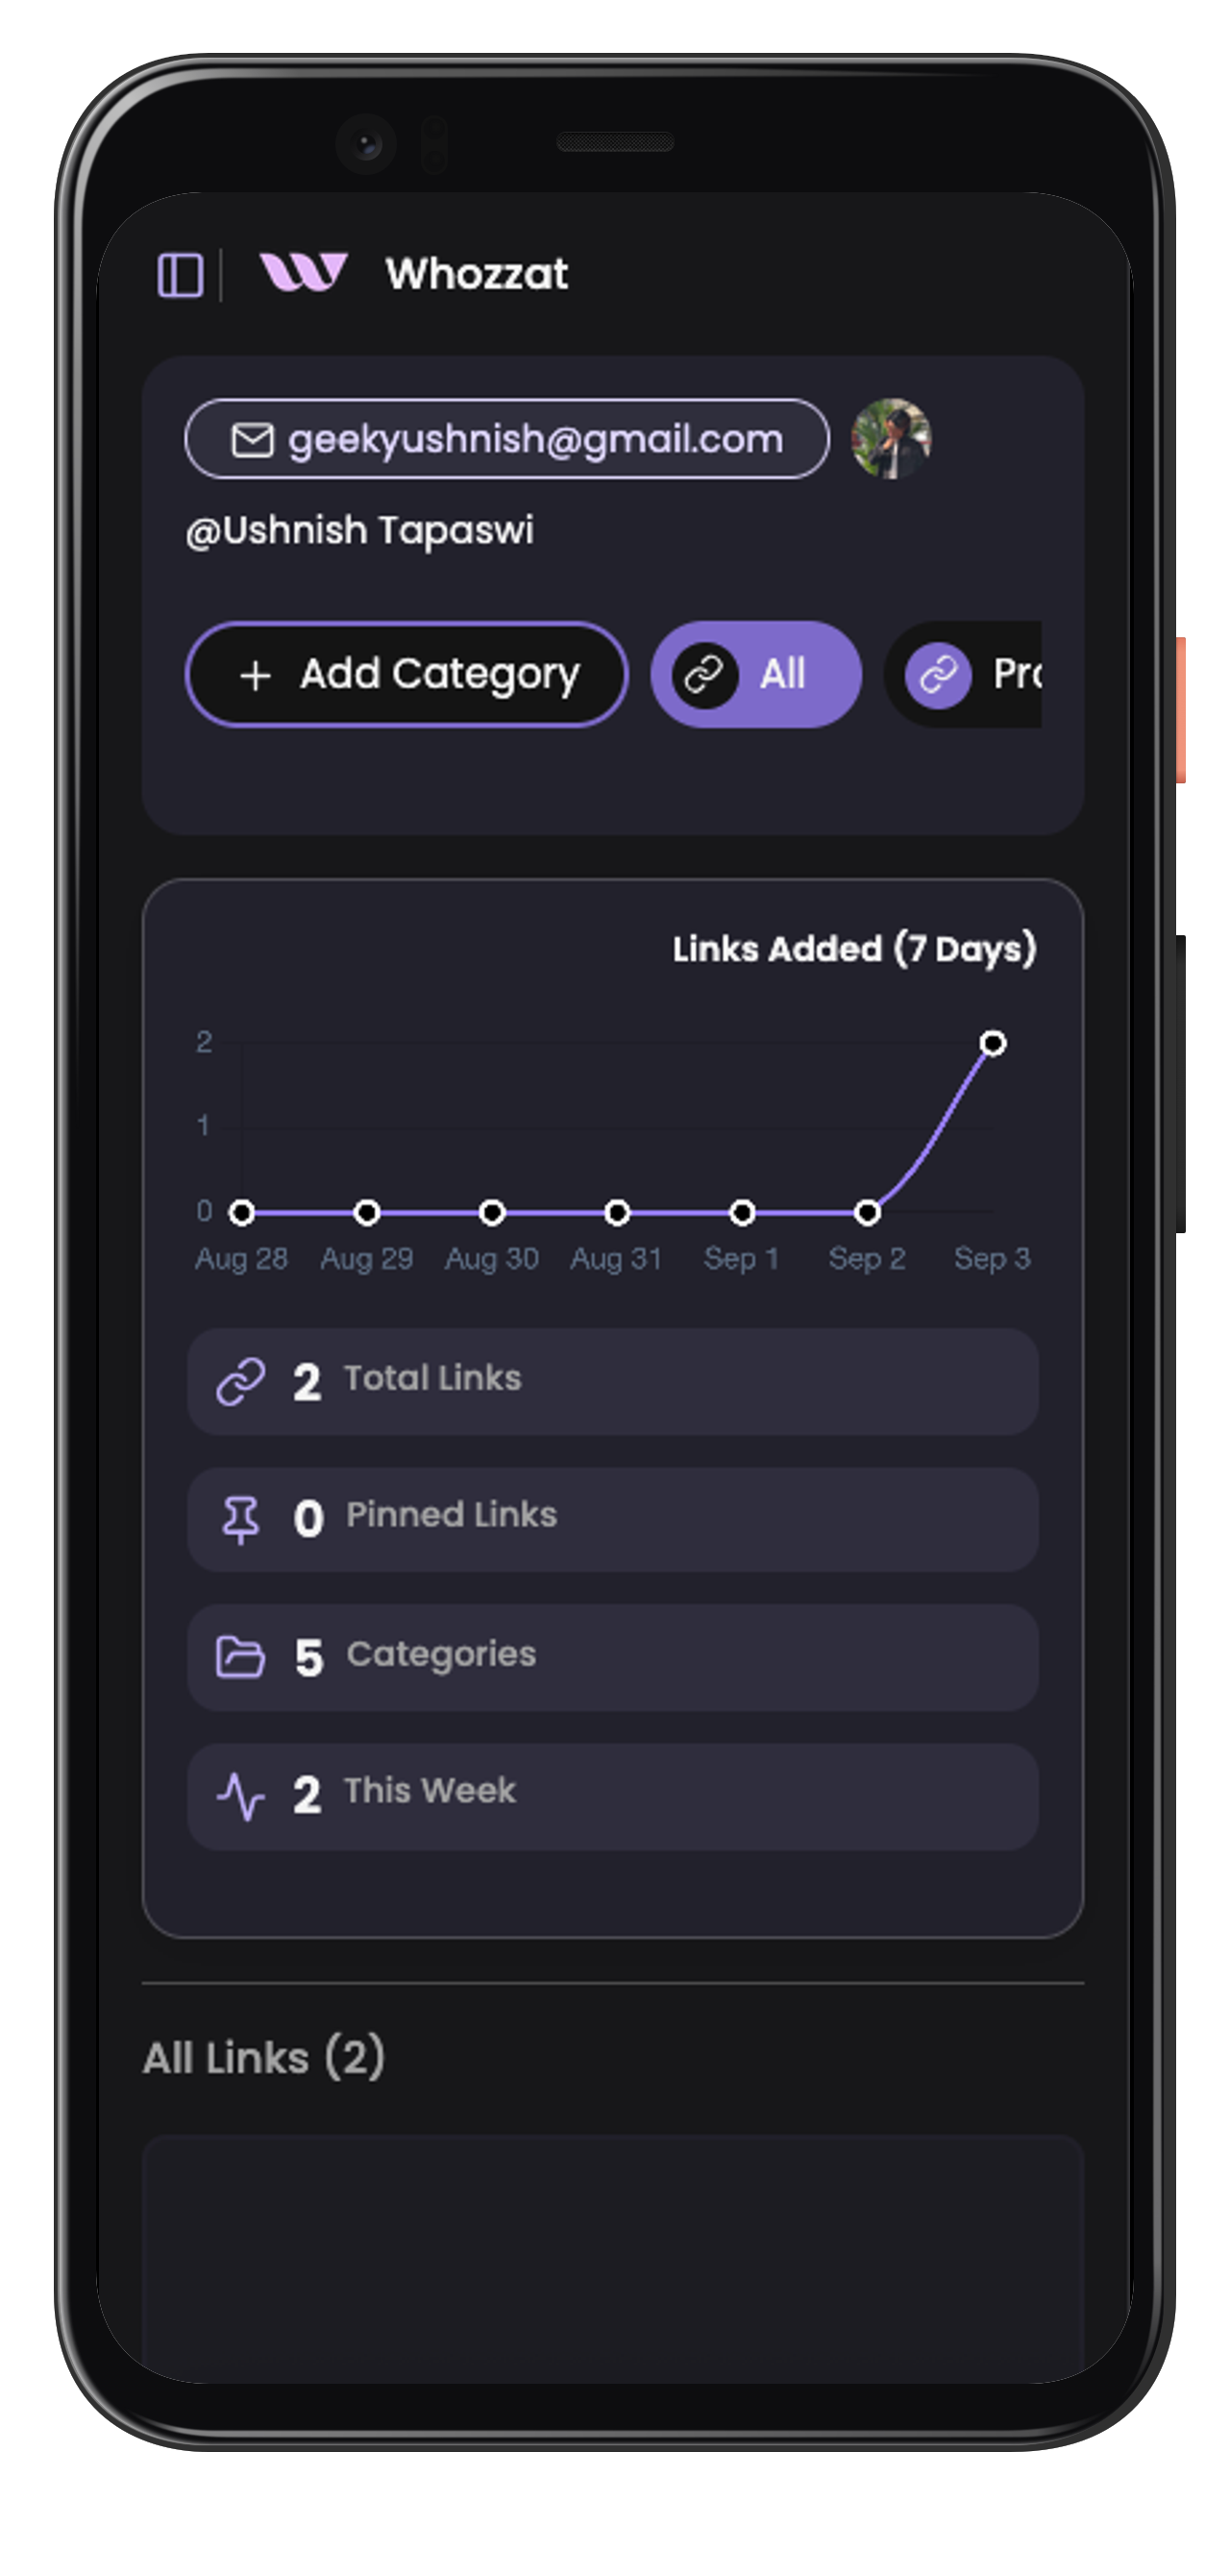 Whozzat
geekyushnish@gmail.com
@Ushnish Tapaswi
+ Add Category All
Links Added (7 Days)
2
1
0
Aug 28 Aug 29 Aug 30 Aug 31 Sep 1 Sep 2 Sep 3
2 Total Links
0 Pinned Links
5 Categories
2 This Week
All Links (2)